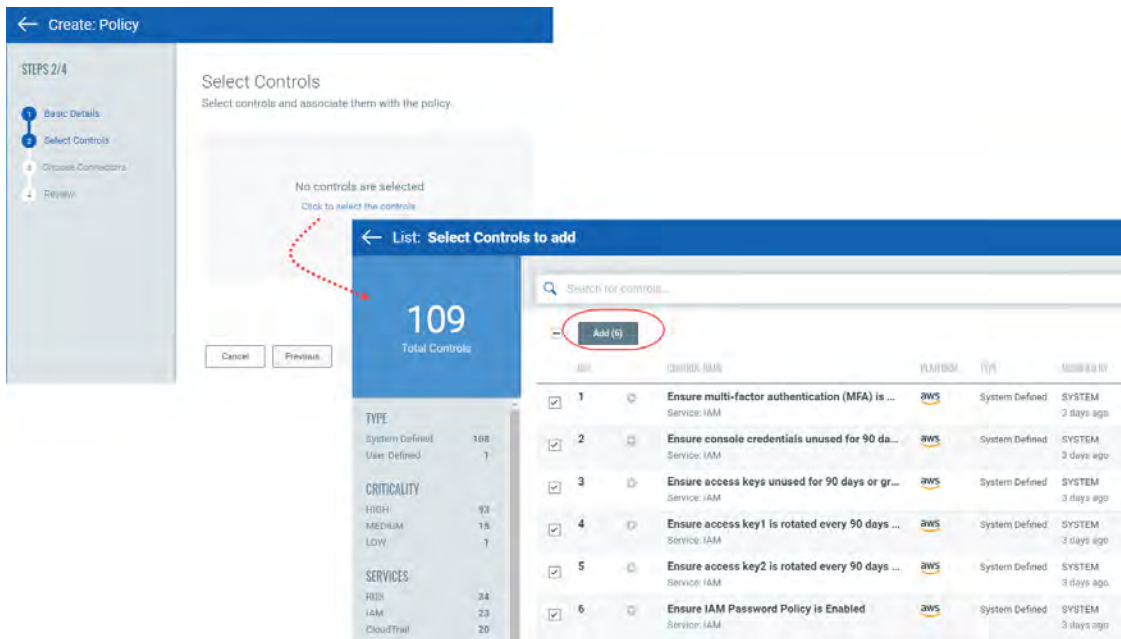 Create: Policy
STEPS 2/4
1 Basic Details
2 Select Controls
3 Choose Connectors
4 Review
Select Controls
Select controls and associate them with the policy.
No controls are selected
Click to select the controls
Cancel Previous
List: Select Controls to add
109
Total Controls
TYPE
System Defined 108
User Defined 1
CRITICALITY
HIGH 93
MEDIUM 15
LOW 1
SERVICES
RDS 34
IAM 23
CloudTrail 20
Search for controls...
Add (6)
CONTROL NAME PLATFORM TYPE MODIFIED BY
1 Ensure multi-factor authentication (MFA) is ... aws System Defined SYSTEM
Service: IAM 3 days ago
2 Ensure console credentials unused for 90 da... aws System Defined SYSTEM
Service: IAM 3 days ago
3 Ensure access keys unused for 90 days or gr... aws System Defined SYSTEM
Service: IAM 3 days ago
4 Ensure access key1 is rotated every 90 days ... aws System Defined SYSTEM
Service: IAM 3 days ago
5 Ensure access key2 is rotated every 90 days ... aws System Defined SYSTEM
Service: IAM 3 days ago
6 Ensure IAM Password Policy is Enabled aws System Defined SYSTEM
Service: IAM 3 days ago